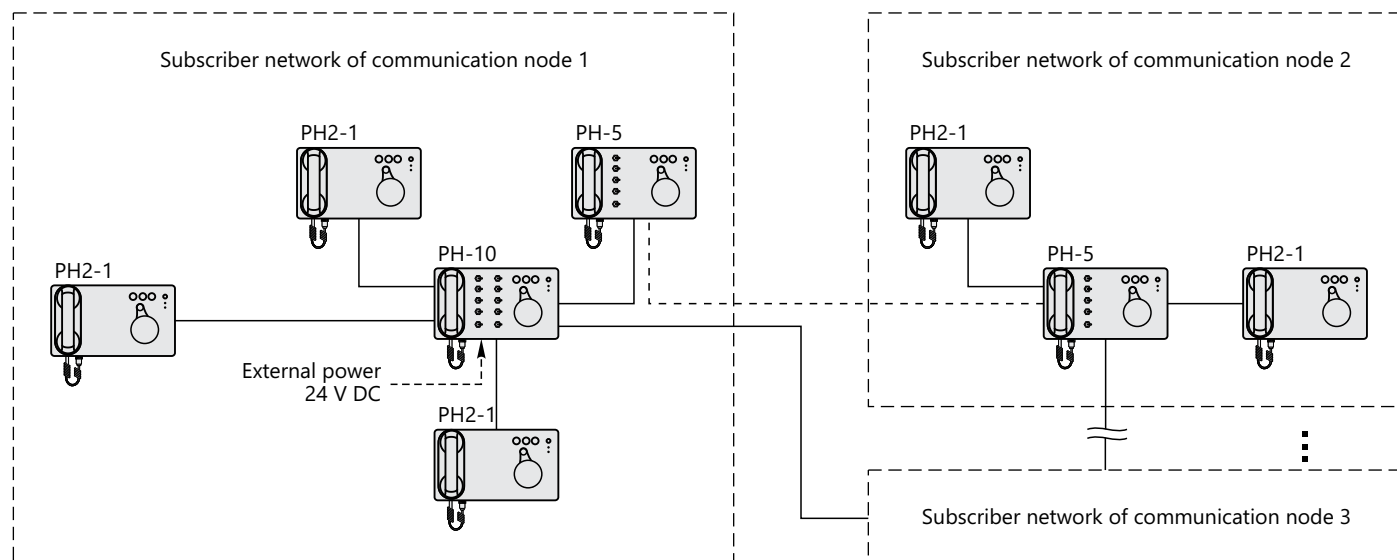 Subscriber network of communication node 1
Subscriber network of communication node 2
PH2-1
PH-5
PH2-1
PH-10
PH-5
PH2-1
PH2-1
External power
24 V DC
PH2-1
Subscriber network of communication node 3